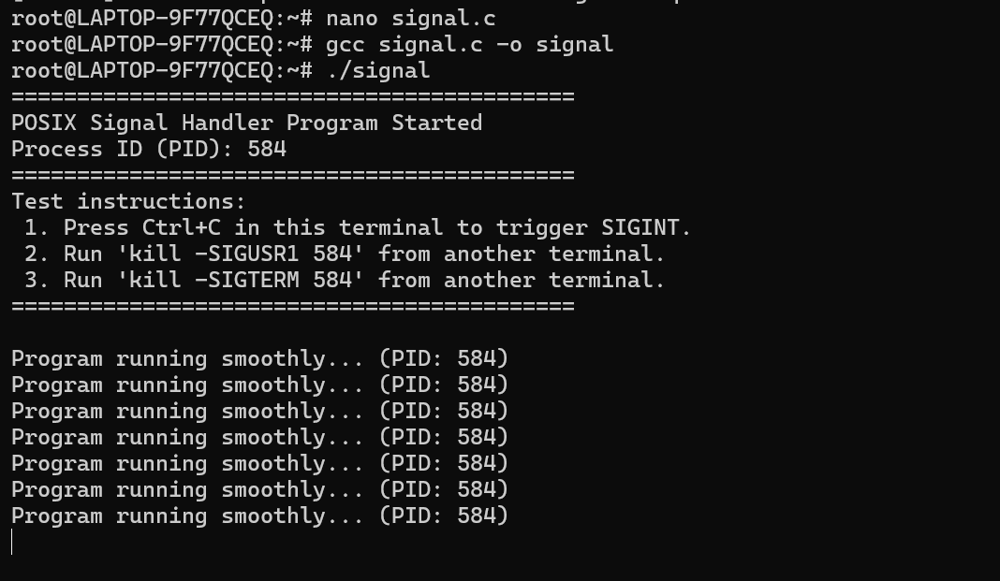 root@LAPTOP-9F77QCEQ:~# nano signal.c
root@LAPTOP-9F77QCEQ:~# gcc signal.c -o signal
root@LAPTOP-9F77QCEQ:~# ./signal
===========================================
POSIX Signal Handler Program Started
Process ID (PID): 584
===========================================
Test instructions:
 1. Press Ctrl+C in this terminal to trigger SIGINT.
 2. Run 'kill -SIGUSR1 584' from another terminal.
 3. Run 'kill -SIGTERM 584' from another terminal.
===========================================

Program running smoothly... (PID: 584)
Program running smoothly... (PID: 584)
Program running smoothly... (PID: 584)
Program running smoothly... (PID: 584)
Program running smoothly... (PID: 584)
Program running smoothly... (PID: 584)
Program running smoothly... (PID: 584)